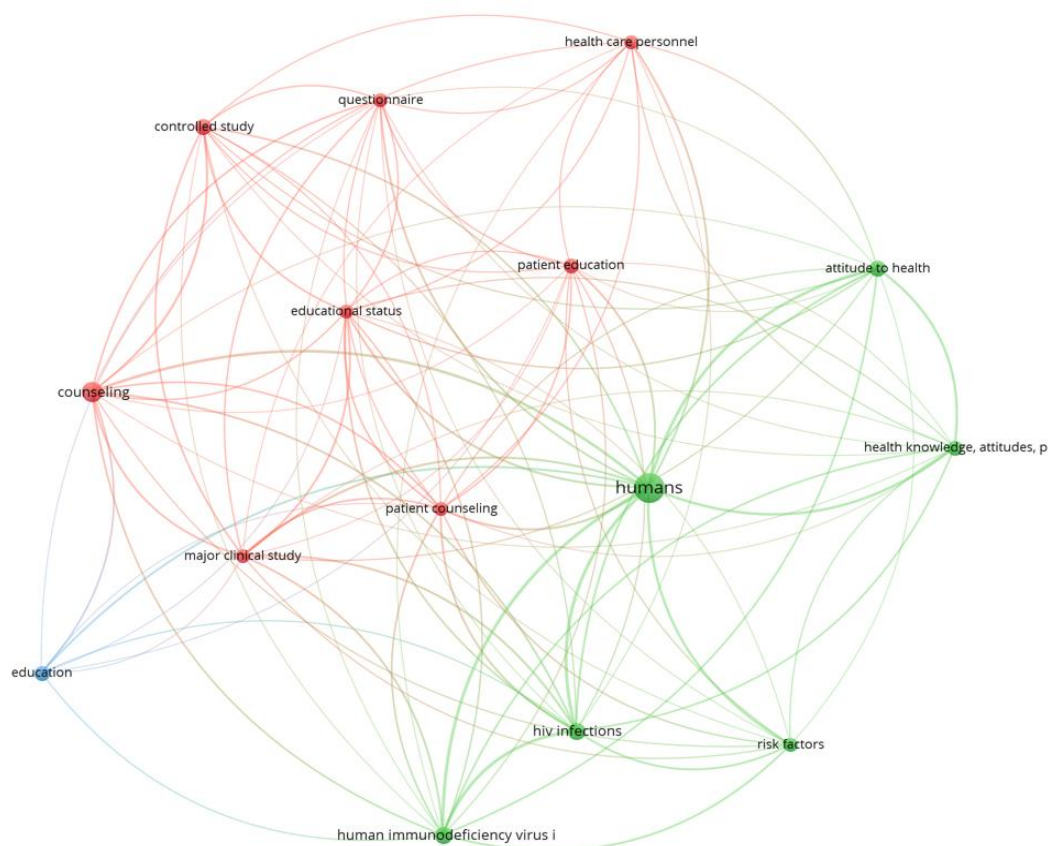 health care personnel
questionnaire
controlled study
patient education
attitude to health
educational status
counseling
health knowledge, attitudes, p
humans
patient counseling
major clinical study
education
hiv infections
risk factors
human immunodeficiency virus i